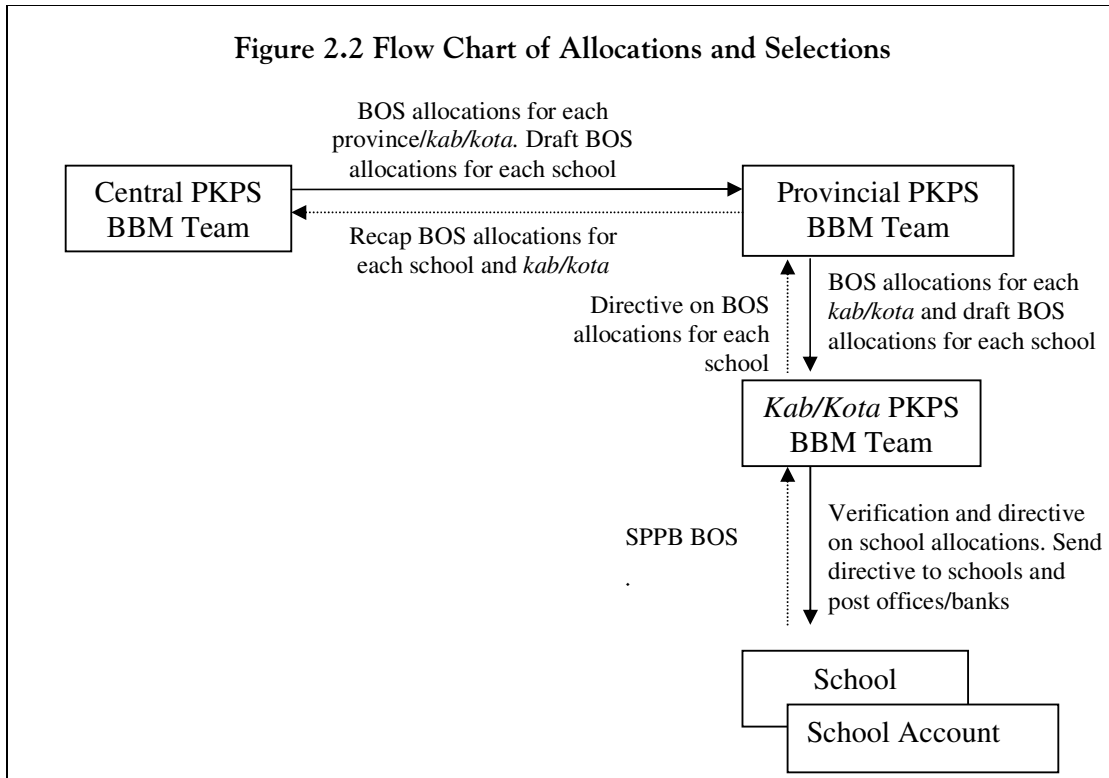 Figure 2.2 Flow Chart of Allocations and Selections
BOS allocations for each
province/kab/kota. Draft BOS
allocations for each school
Central PKPS
BBM Team
Provincial PKPS
BBM Team
Recap BOS allocations for
each school and kab/kota
Directive on BOS
allocations for each
school
BOS allocations for each
kab/kota and draft BOS
allocations for each school
Kab/Kota PKPS
BBM Team
SPPB BOS
.
Verification and directive
on school allocations. Send
directive to schools and
post offices/banks
School
School Account